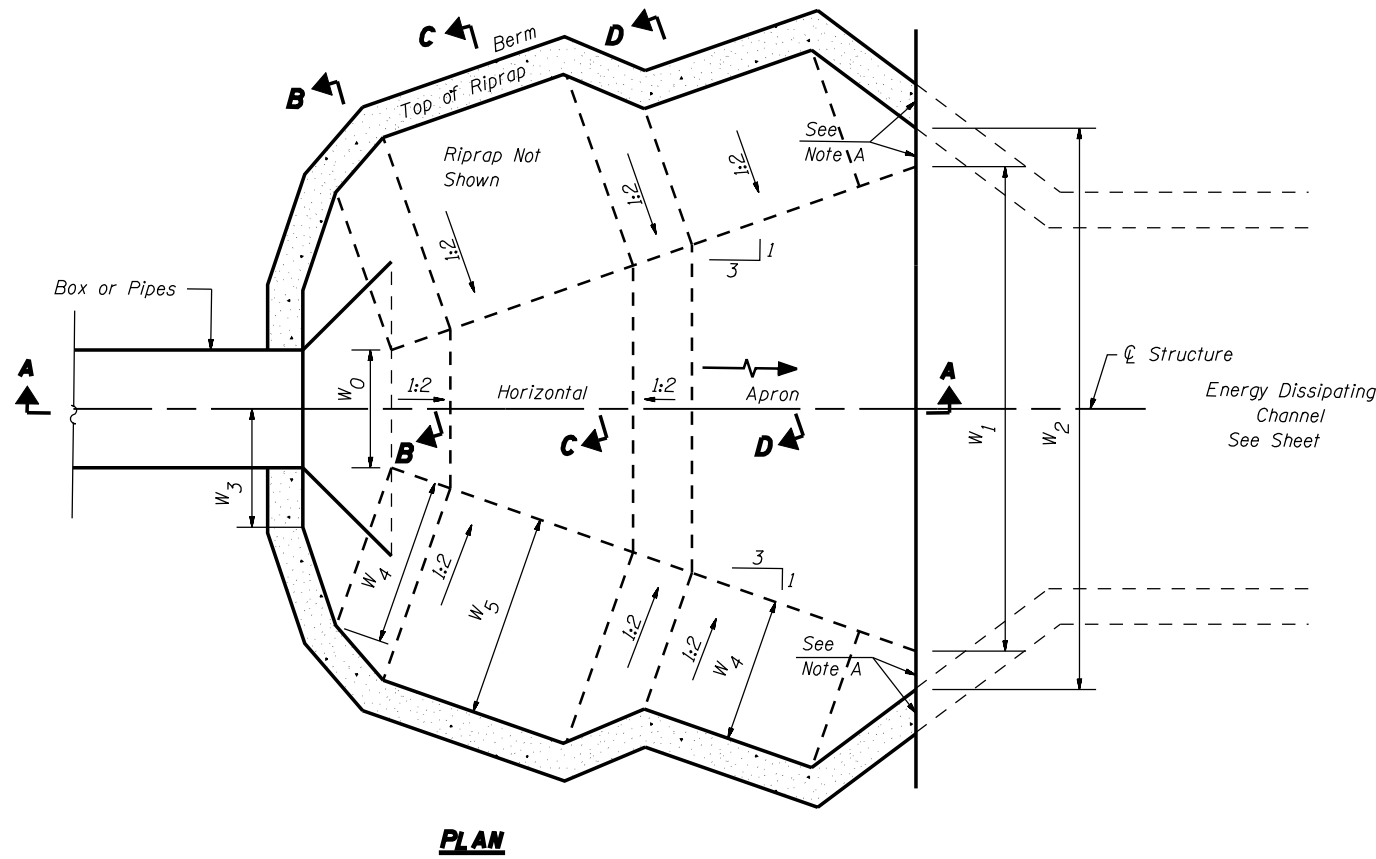 C
Berm
D
B
Top of Riprap
See
Note A
Riprap Not
Shown
1:2
1:2
1:2
1
3
Box or Pipes
A
W0
1:2
Horizontal
1:2
Apron
A
℄ Structure
Energy Dissipating
Channel
See Sheet
W1
W2
B
C
D
W3
W4
1:2
W5
1:2
1:2
W4
3
1
See
Note A
PLAN